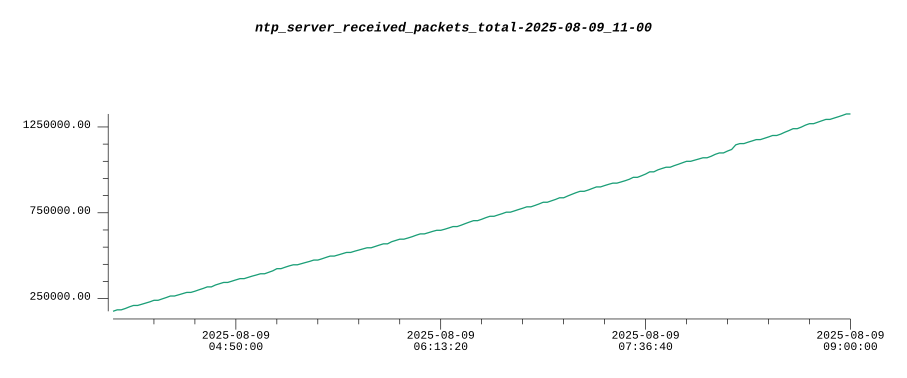 ntp_server_received_packets_total-2025-08-09_11-00
1250000.00
750000.00
250000.00
2025-08-09 2025-08-09 2025-08-09 2025-08-09
04:50:00 06:13:20 07:36:40 09:00:00